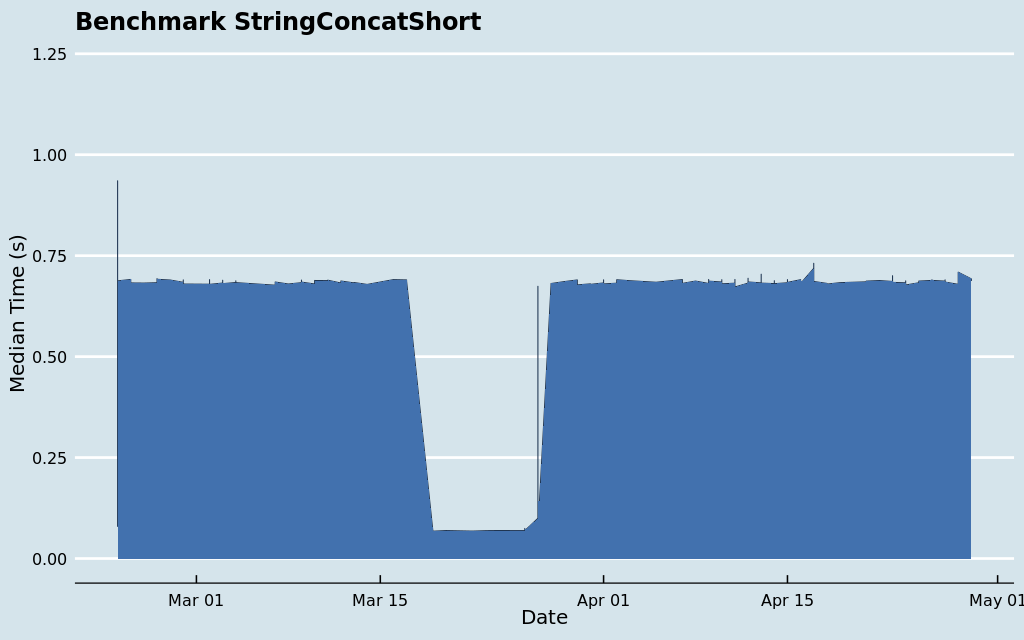 Benchmark StringConcatShort
1.25
1.00
0.75
0.50
0.25
0.00
Median Time (s)
Mar 01 Mar 15 Apr 01 Apr 15 May 01
Date